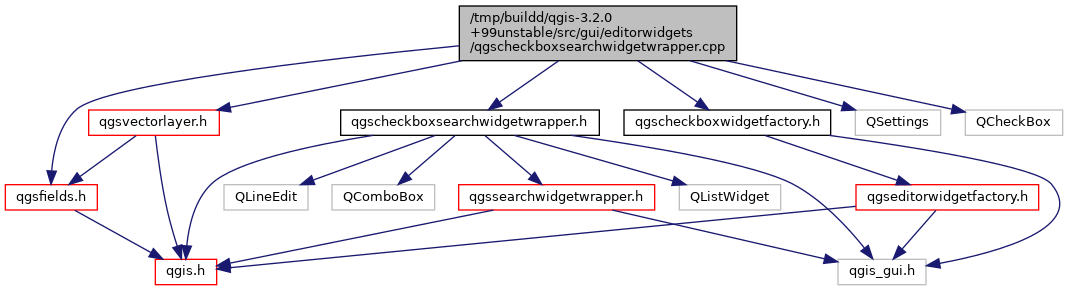 /tmp/buildd/qgis-3.2.0
+99unstable/src/gui/editorwidgets
/qgscheckboxsearchwidgetwrapper.cpp
qgsvectorlayer.h
qgscheckboxsearchwidgetwrapper.h
qgscheckboxwidgetfactory.h
QSettings
QCheckBox
qgsfields.h
QLineEdit
QComboBox
qgssearchwidgetwrapper.h
QListWidget
qgseditorwidgetfactory.h
qgis.h
qgis_gui.h